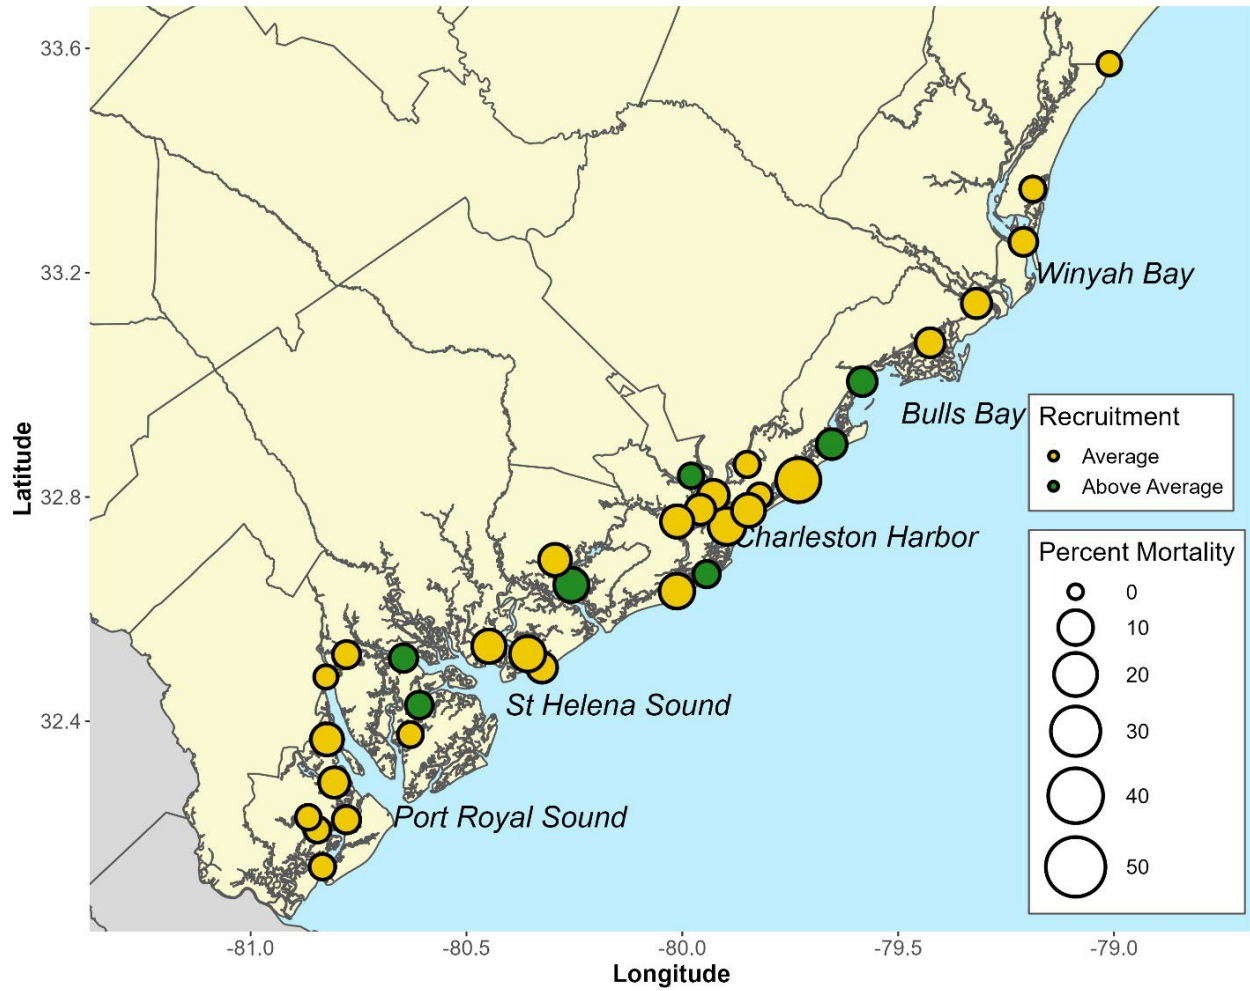 33.6
33.2
32.8
32.4
Latitude
Winyah Bay
Bulls Bay
Charleston Harbor
St Helena Sound
Port Royal Sound
Recruitment
Average
Above Average
Percent Mortality
0
10
20
30
40
50
-81.0
-80.5
-80.0
-79.5
-79.0
Longitude